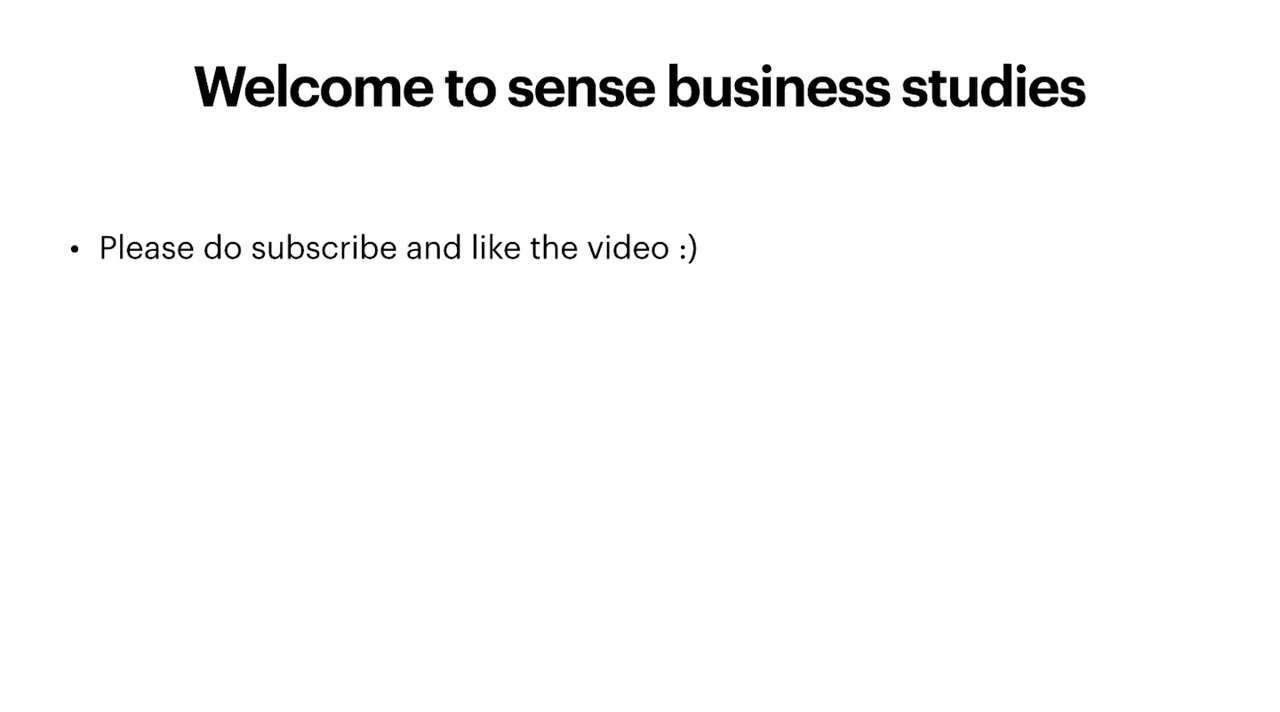 Welcome to sense business studies
• Please do subscribe and like the video :)